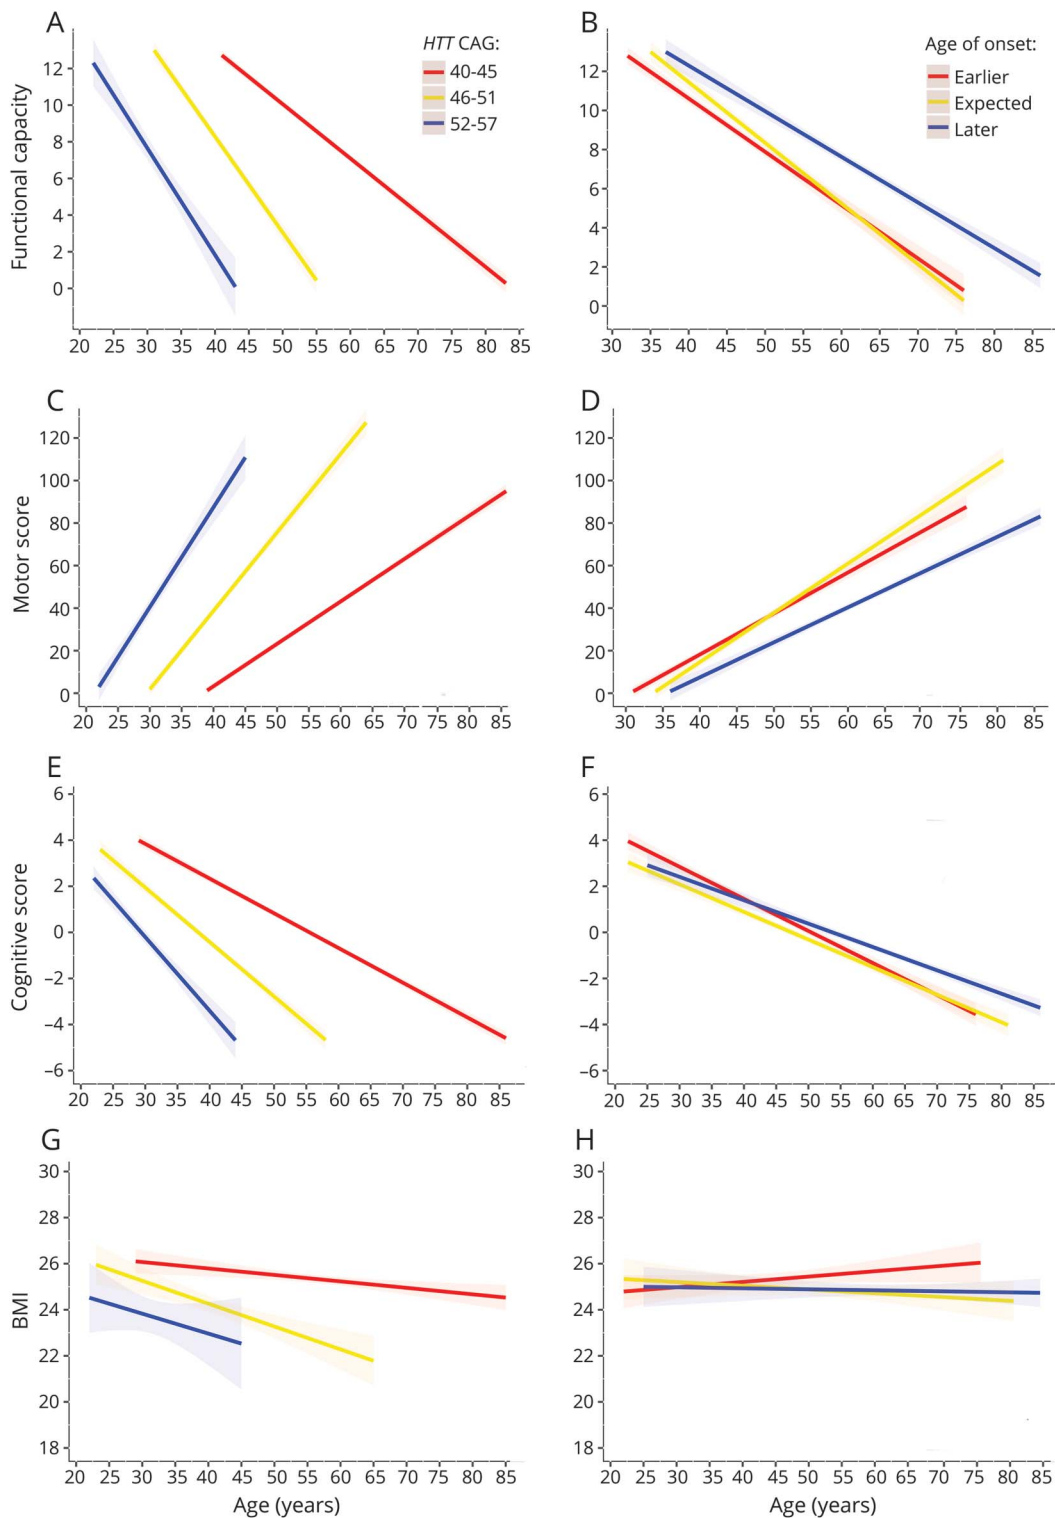 A
HTT CAG:
40-45
46-51
52-57
Functional capacity
12
10
8
6
4
2
0
20 25 30 35 40 45 50 55 60 65 70 75 80 85
B
Age of onset:
Earlier
Expected
Later
12
10
8
6
4
2
0
30 35 40 45 50 55 60 65 70 75 80 85
C
Motor score
120
100
80
60
40
20
0
20 25 30 35 40 45 50 55 60 65 70 75 80 85
D
120
100
80
60
40
20
0
30 35 40 45 50 55 60 65 70 75 80 85
E
Cognitive score
6
4
2
0
−2
−4
−6
20 25 30 35 40 45 50 55 60 65 70 75 80 85
F
6
4
2
0
−2
−4
−6
20 25 30 35 40 45 50 55 60 65 70 75 80 85
G
BMI
30
28
26
24
22
20
18
20 25 30 35 40 45 50 55 60 65 70 75 80 85
Age (years)
H
30
28
26
24
22
20
18
20 25 30 35 40 45 50 55 60 65 70 75 80 85
Age (years)